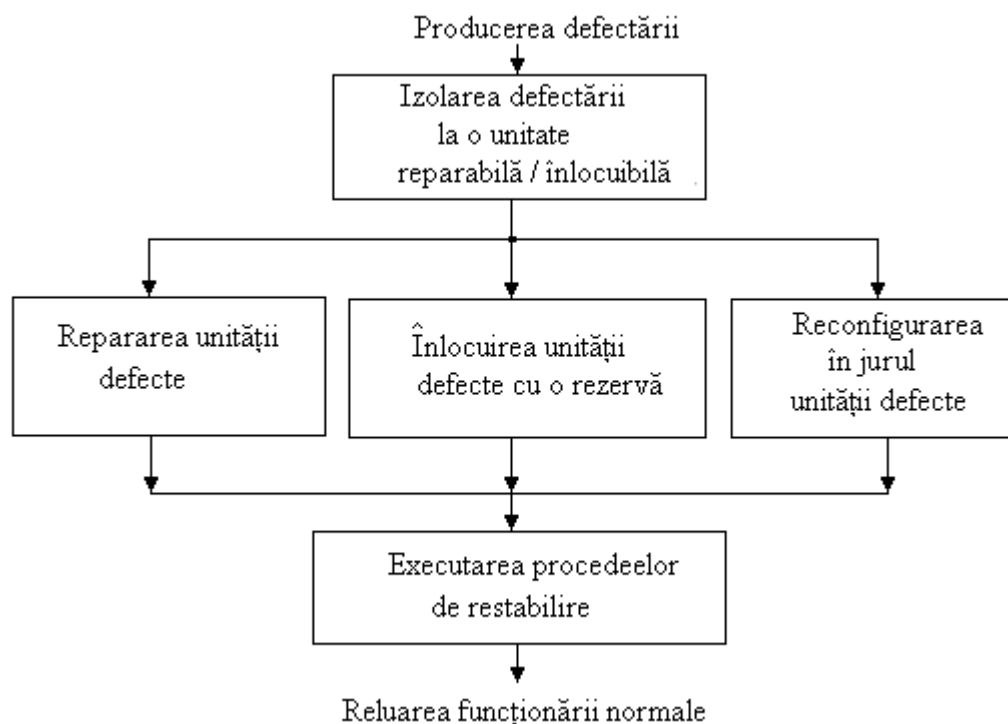 Producerea defectării
Izolarea defectării
la o unitate
reparabilă / înlocuibilă
Repararea unității
defecte
Înlocuirea unității
defecte cu o rezervă
Reconfigurarea
în jurul
unității defecte
Executarea procedeelor
de restabilire
Reluarea funcționării normale